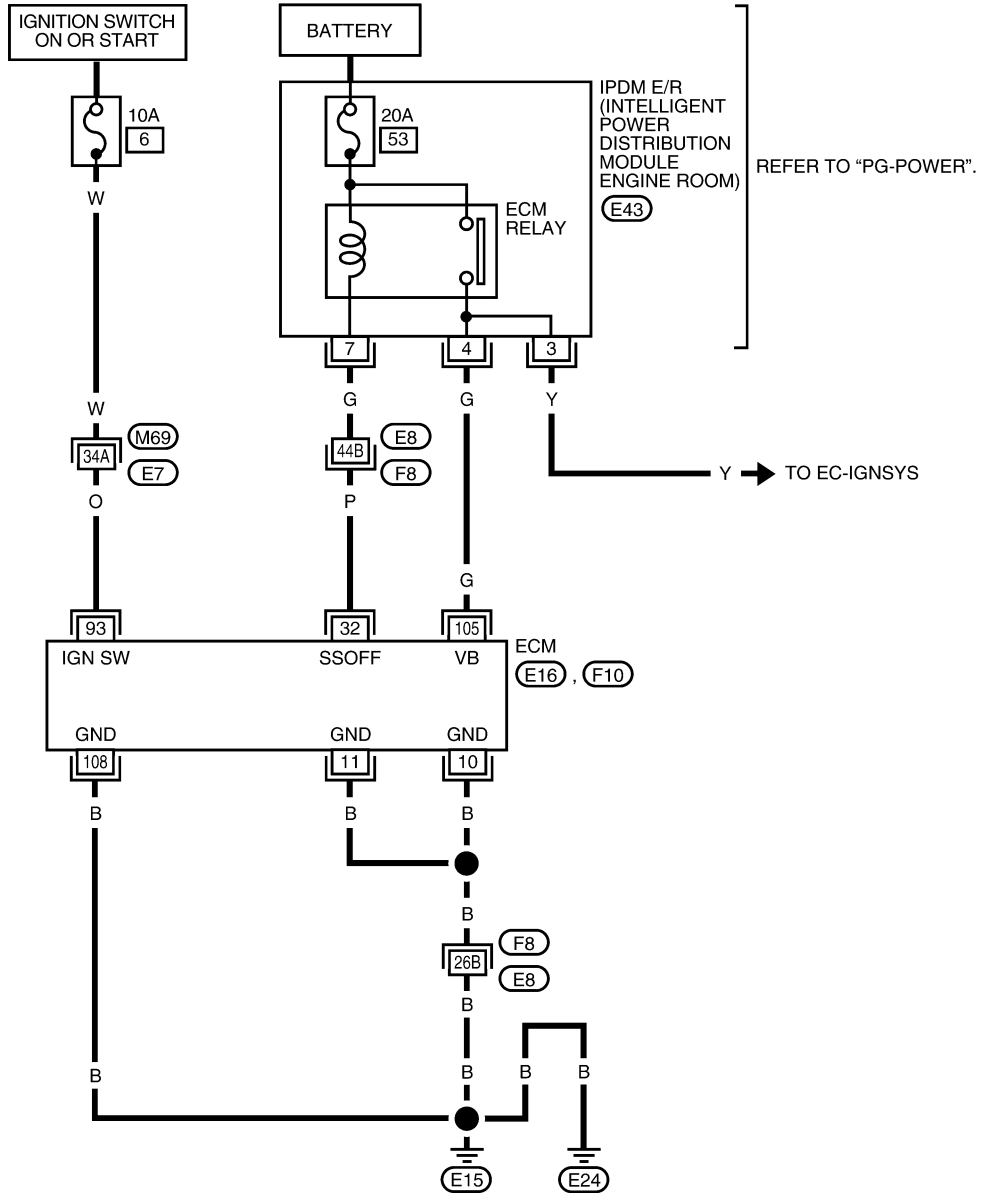 IGNITION SWITCH
ON OR START
BATTERY
10A
6
20A
53
IPDM E/R
(INTELLIGENT
POWER
DISTRIBUTION
MODULE
ENGINE ROOM)
E43
REFER TO “PG-POWER”.
ECM
RELAY
W
7
4
3
G
G
Y
W
34A
M69
E7
44B
E8
F8
Y
TO EC-IGNSYS
O
P
G
93
32
105
IGN SW
SSOFF
VB
ECM
E16 , F10
GND
GND
GND
108
11
10
B
B
B
B
26B
F8
E8
B
B
B
B
B
E15
E24